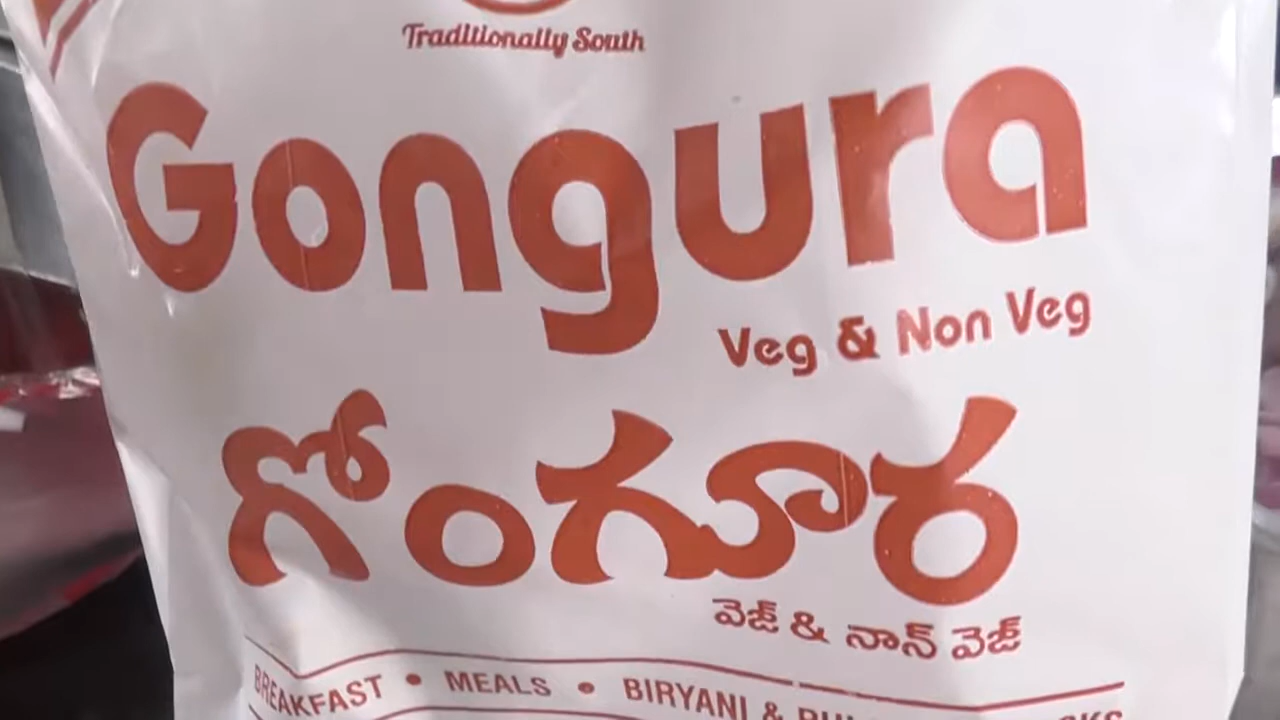 Traditionally South
Gongura
Veg & Non Veg
గోంగూర
వెజ్ & నాన్ వెజ్
BREAKFAST • MEALS • BIRYANI &